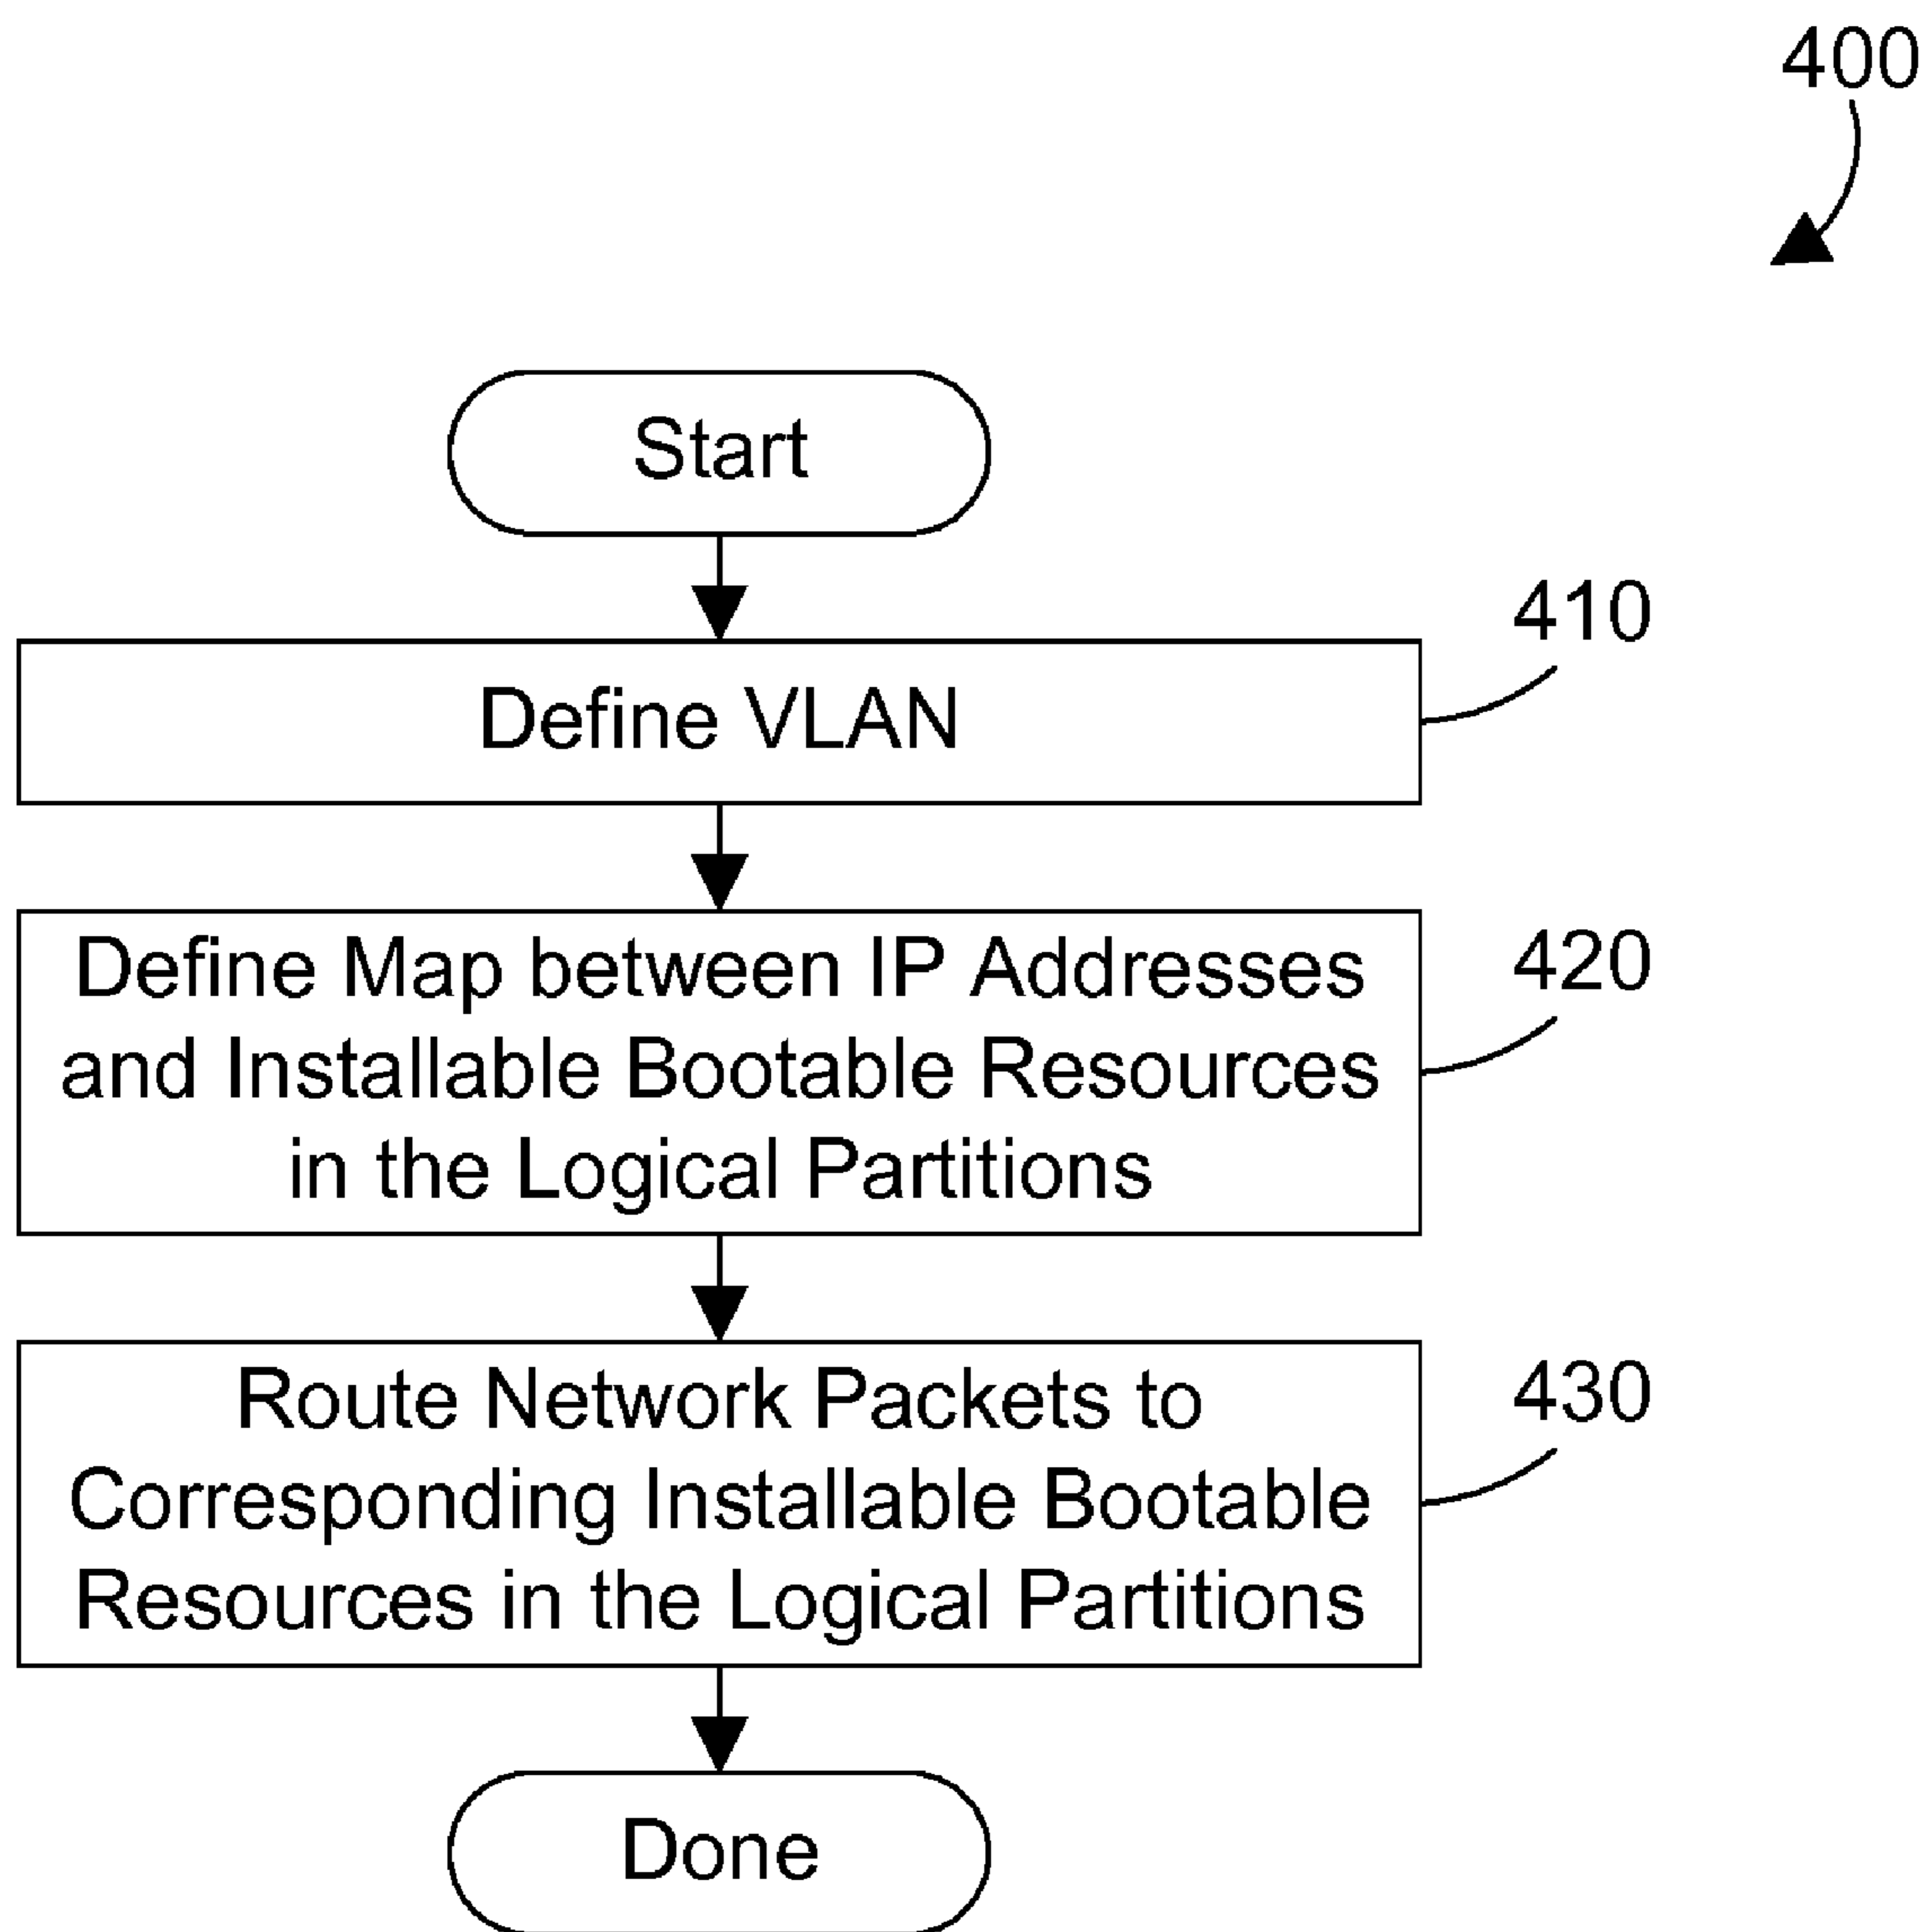 400
Start
410
Define VLAN
420
Define Map between IP Addresses
and Installable Bootable Resources
in the Logical Partitions
430
Route Network Packets to
Corresponding Installable Bootable
Resources in the Logical Partitions
Done